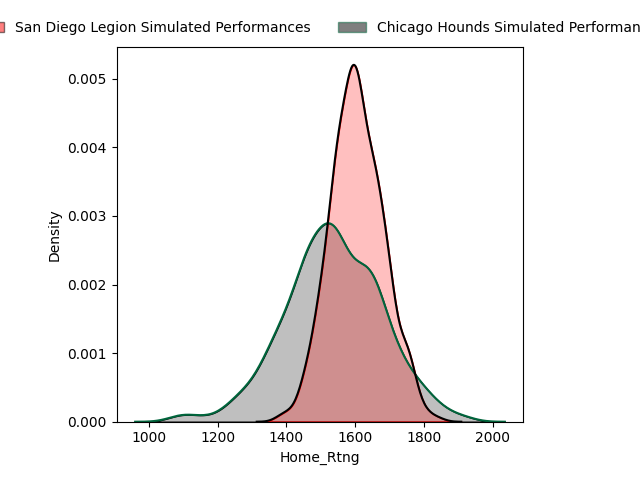 San Diego Legion Simulated Performances Chicago Hounds Simulated Performan
0.005
0.004
0.003
0.002
0.001
0.000
Density
1000 1200 1400 1600 1800 2000
Home_Rtng